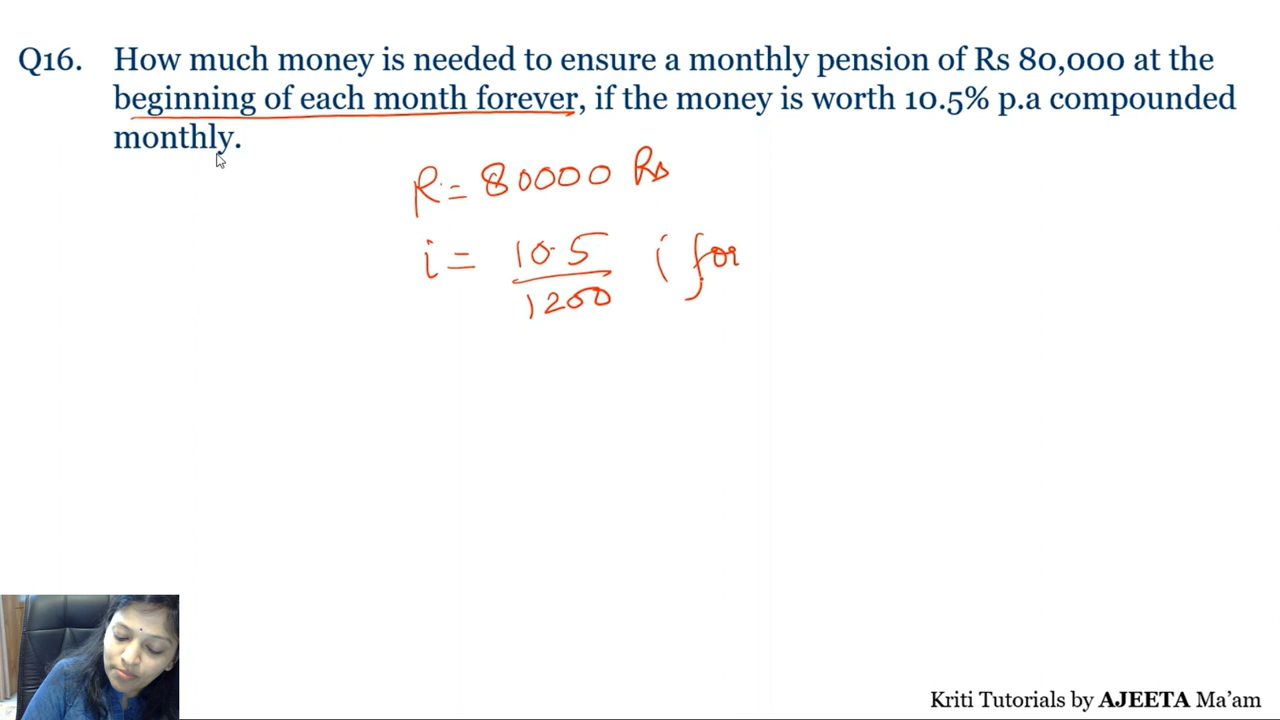 Q16. How much money is needed to ensure a monthly pension of Rs 80,000 at the
beginning of each month forever, if the money is worth 10.5% p.a compounded
monthly.
R = 80000 Rs
i = 10.5 / 1200 i for
Kriti Tutorials by AJEETA Ma'am